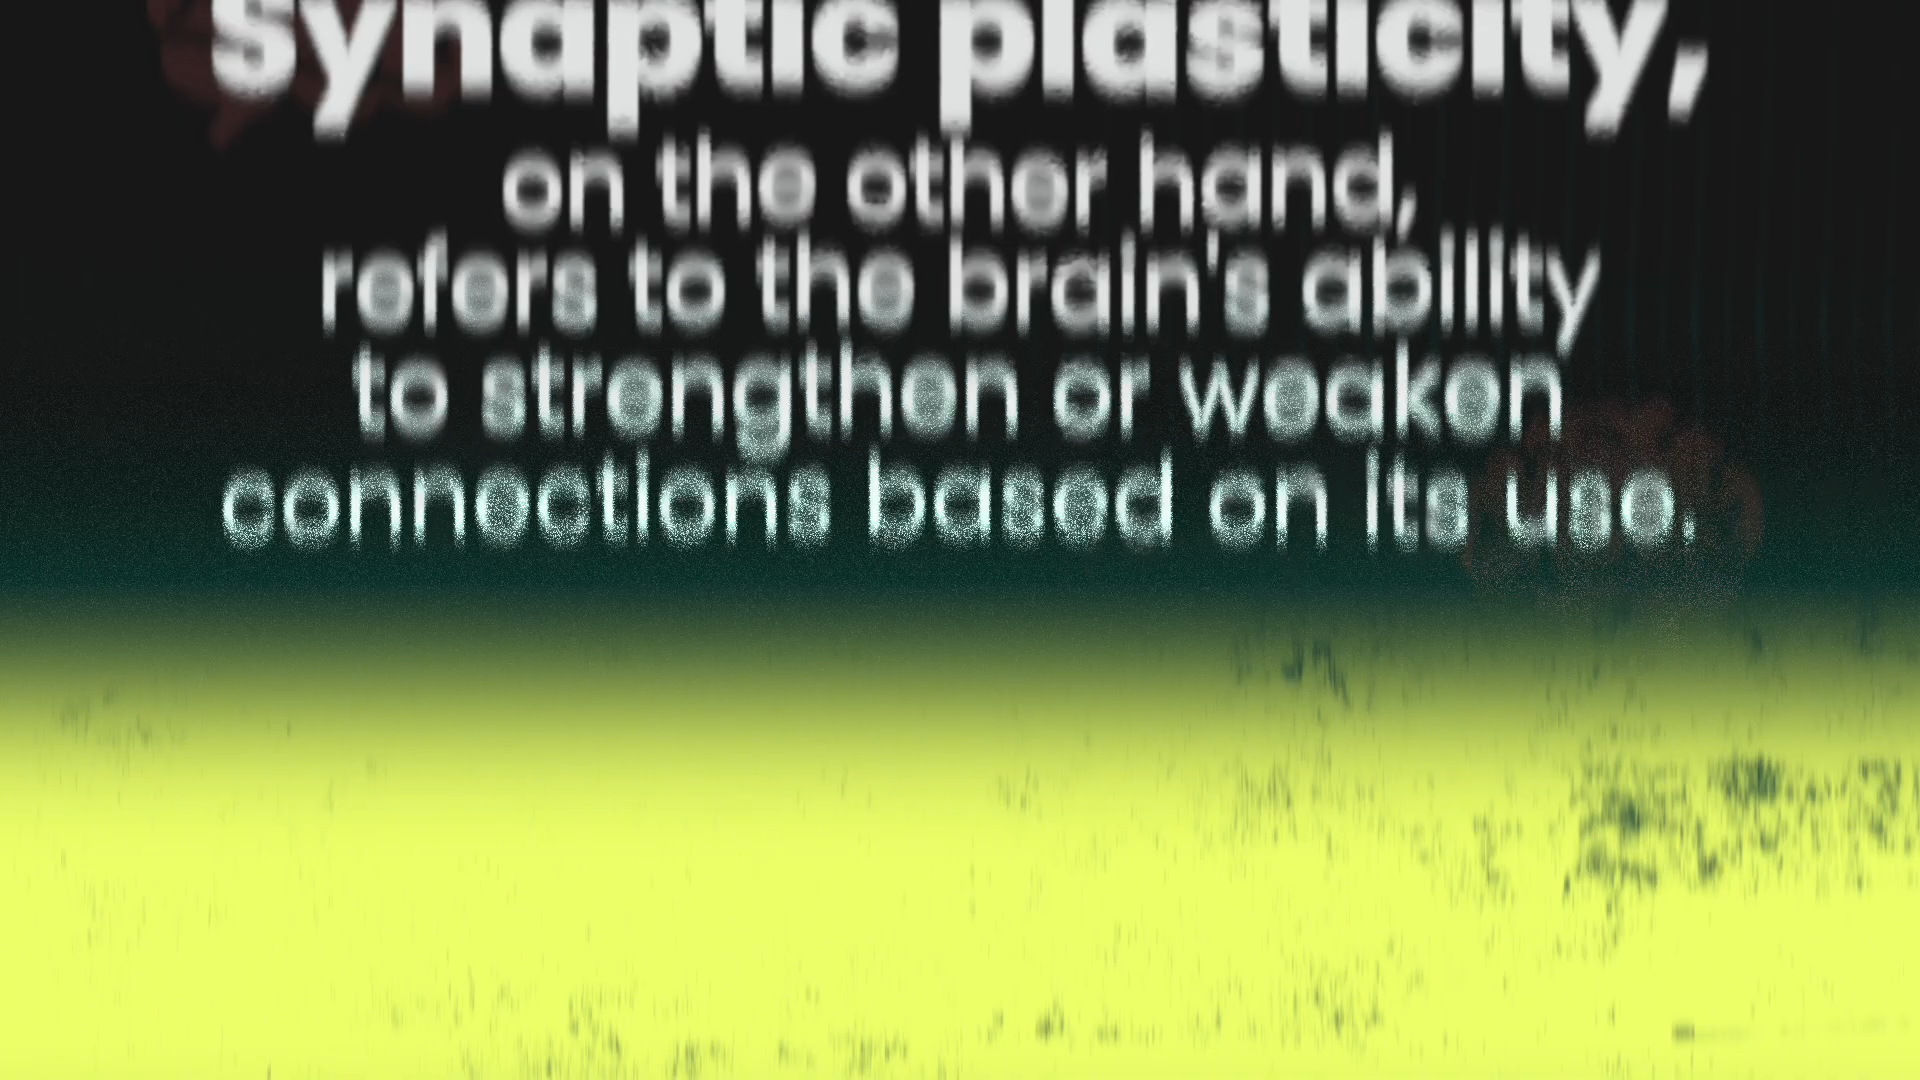 Synaptic plasticity,
on the other hand,
refers to the brain's ability
to strengthen or weaken
connections based on its use.